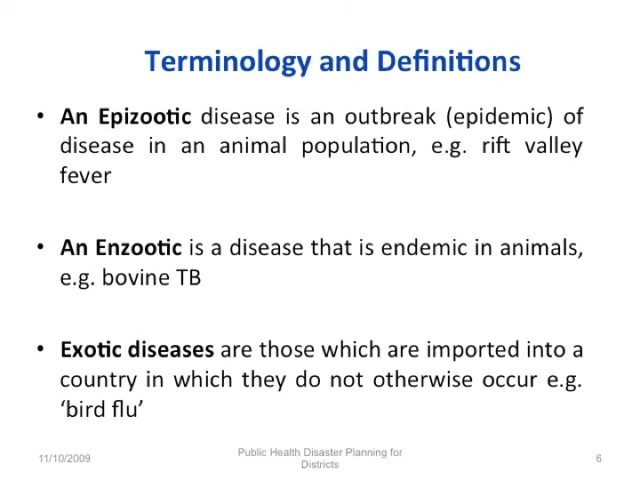 Terminology and Definitions
• An Epizootic disease is an outbreak (epidemic) of
disease in an animal population, e.g. rift valley
fever
• An Enzootic is a disease that is endemic in animals,
e.g. bovine TB
• Exotic diseases are those which are imported into a
country in which they do not otherwise occur e.g.
‘bird flu’
11/10/2009
Public Health Disaster Planning for
Districts
6